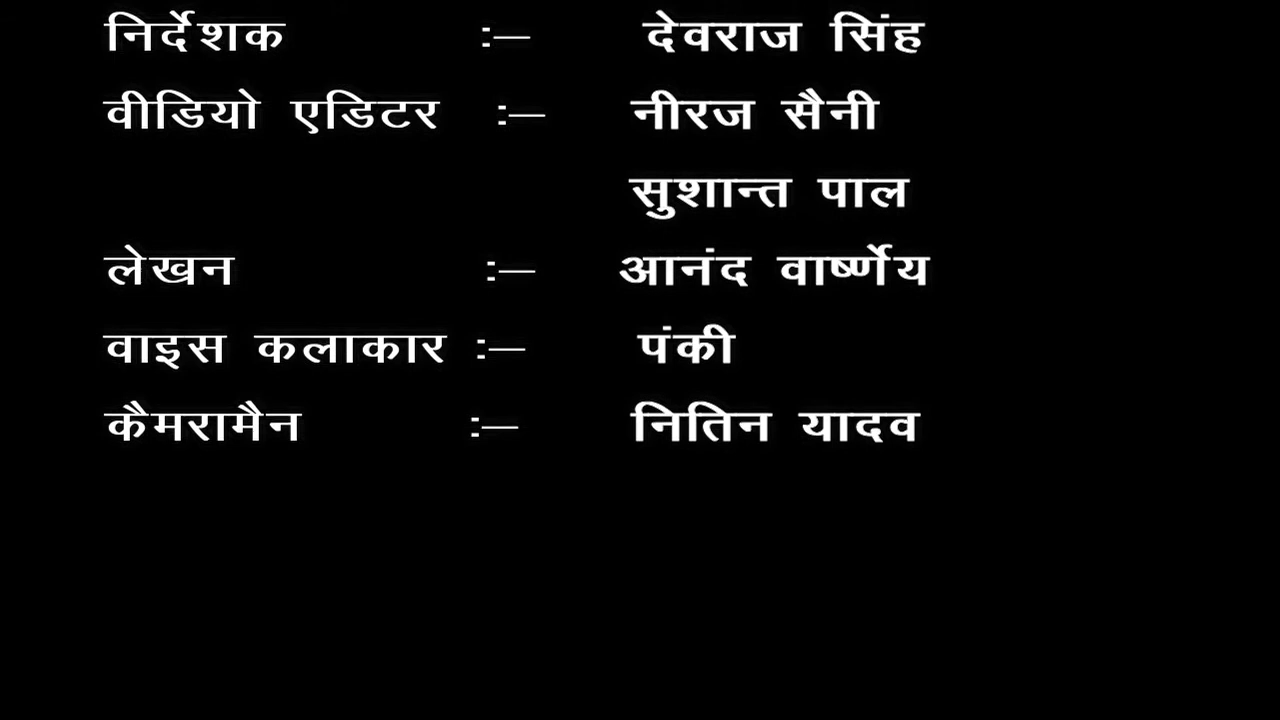 निर्देशक :— देवराज सिंह
वीडियो एडिटर :— नीरज सैनी
सुशान्त पाल
लेखन :— आनंद वार्ष्णेय
वाइस कलाकार :— पंकी
कैमरामैन :— नितिन यादव